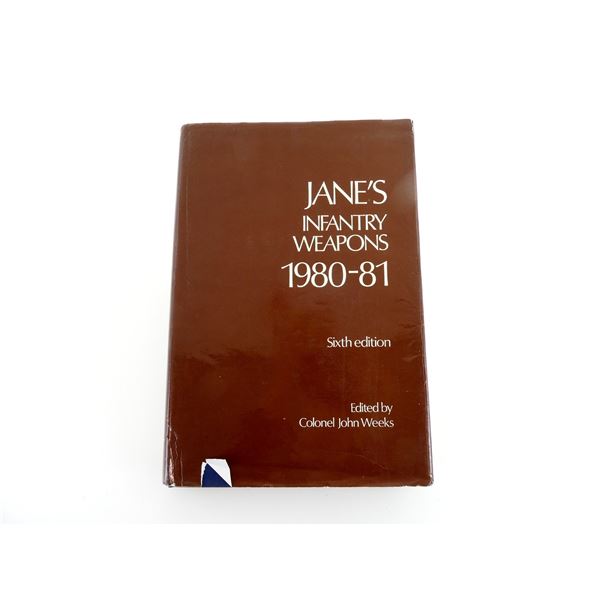 JANE'S
INFANTRY
WEAPONS
1980-81
Sixth edition
Edited by
Colonel John Weeks